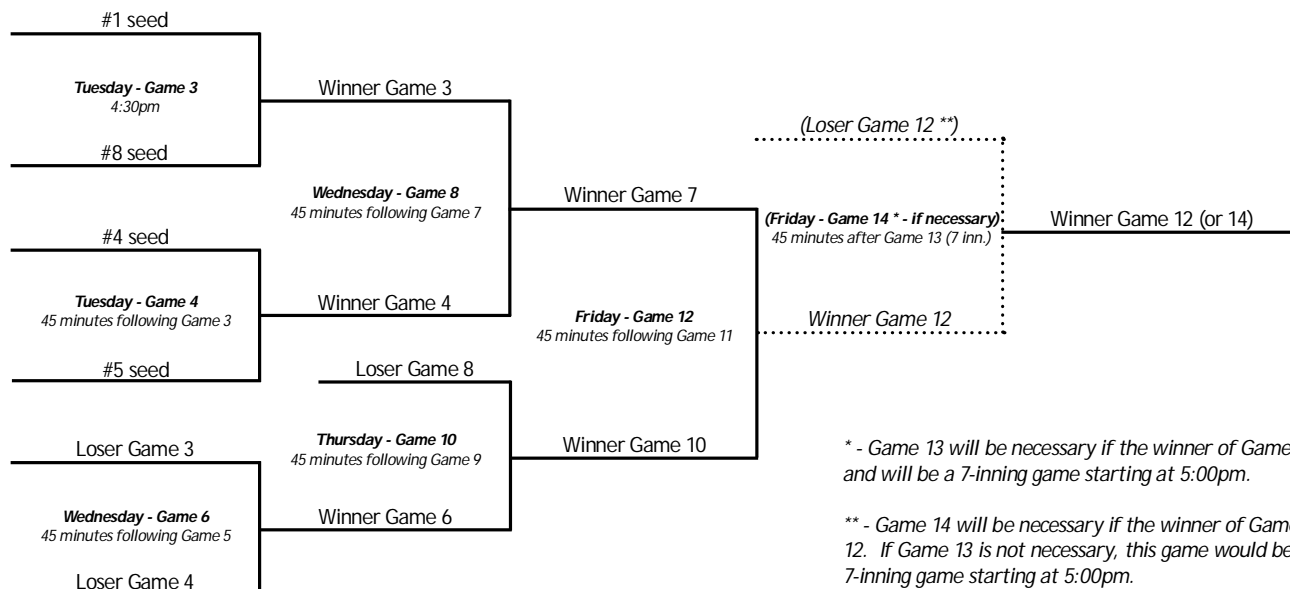 #1 seed
Tuesday - Game 3
4:30pm
Winner Game 3
#8 seed
(Loser Game 12 **)
Wednesday - Game 8
45 minutes following Game 7
Winner Game 7
(Friday - Game 14 * - if necessary)
45 minutes after Game 13 (7 inn.)
Winner Game 12 (or 14)
#4 seed
Tuesday - Game 4
45 minutes following Game 3
Winner Game 4
Friday - Game 12
45 minutes following Game 11
Winner Game 12
#5 seed
Loser Game 8
Loser Game 3
Thursday - Game 10
45 minutes following Game 9
Winner Game 10
Wednesday - Game 6
45 minutes following Game 5
Winner Game 6
Loser Game 4
* - Game 13 will be necessary if the winner of Game
and will be a 7-inning game starting at 5:00pm.
** - Game 14 will be necessary if the winner of Game
12. If Game 13 is not necessary, this game would be
7-inning game starting at 5:00pm.